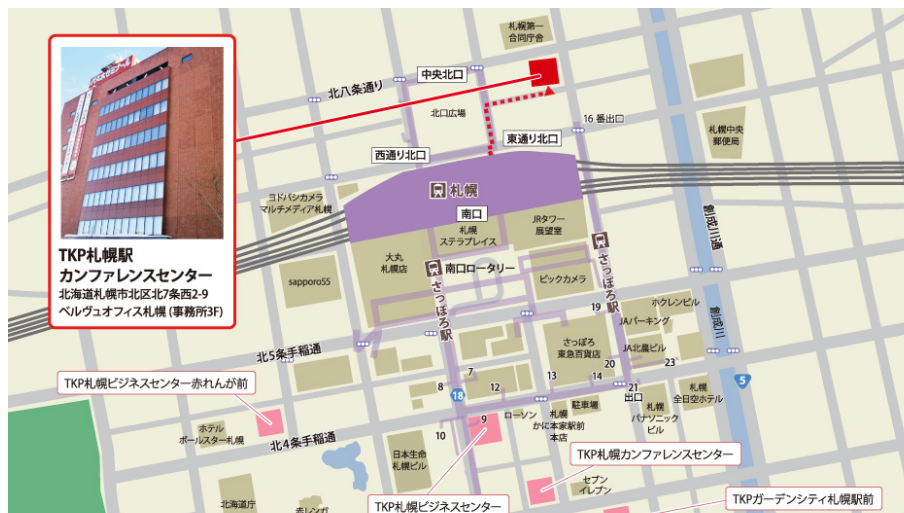 札幌第一
合同庁舎
中央北口
北八条通り
北口広場
16 番出口
東通り北口
西通り北口
札幌中央
郵便局
ヨドバシカメラ
マルチメディア札幌
札幌
南口
JRタワー
展望室
札幌
ステラプレイス
創成川通
TKP札幌駅
カンファレンスセンター
北海道札幌市北区北7条西2-9
ベルヴュオフィス札幌 (事務所3F)
大丸
札幌店
南口ロータリー
sapporo55
さっぽろ駅
ビックカメラ
さっぽろ駅
19
ホクレンビル
JAパーキング
創成川
北5条手稲通
さっぽろ
東急百貨店
JA北農ビル
20
23
TKP札幌ビジネスセンター赤れんが前
7
8
18
12
13
14
21
出口
5
ホテル
ポールスター札幌
北4条手稲通
9
10
ローソン
駐車場
札幌
かに本家駅前
本店
札幌
パナソニック
ビル
札幌
全日空ホテル
日本生命
札幌ビル
TKP札幌カンファレンスセンター
セブン
イレブン
北海道庁
赤レンガ
TKP札幌ビジネスセンター
TKPガーデンシティ札幌駅前